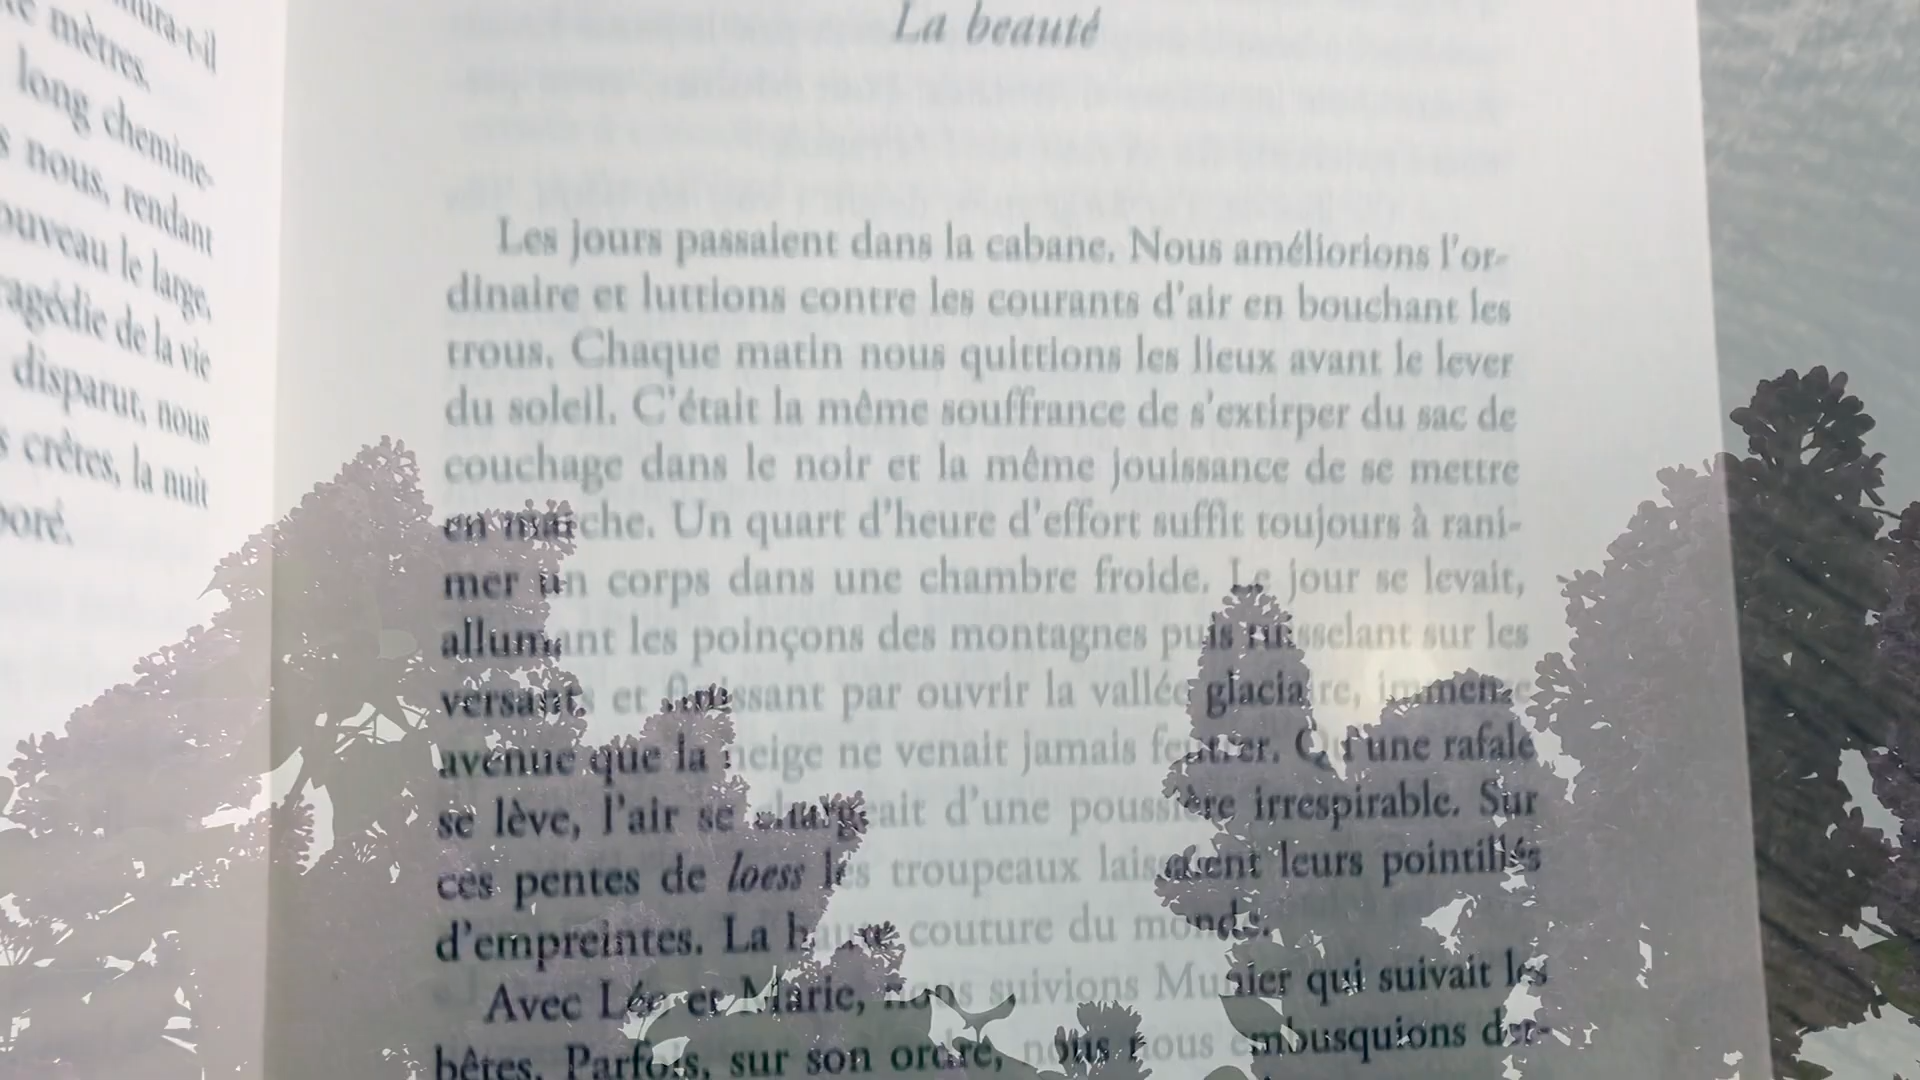 mura-t-il
mètres.
long chemine-
nous, rendant
ouveau le large,
ragédie de la vie
disparut, nous
s crêtes, la nuit
poré.
La beauté
Les jours passaient dans la cabane. Nous améliorions l'or-
dinaire et luttions contre les courants d'air en bouchant les
trous. Chaque matin nous quittions les lieux avant le lever
du soleil. C'était la même souffrance de s'extirper du sac de
couchage dans le noir et la même jouissance de se mettre
en marche. Un quart d'heure d'effort suffit toujours à rani-
mer un corps dans une chambre froide. Le jour se levait,
allumant les poinçons des montagnes puis ruisselant sur les
versants et finissant par ouvrir la vallée glaciaire, immense
avenue que la neige ne venait jamais feutrer. Qu'une rafale
se lève, l'air se chargeait d'une poussière irrespirable. Sur
ces pentes de loess les troupeaux laissaient leurs pointillés
d'empreintes. La haute couture du monde.
Avec Léo et Marie, nous suivions Munier qui suivait les
bêtes. Parfois, sur son ordre, nous nous embusquions der-